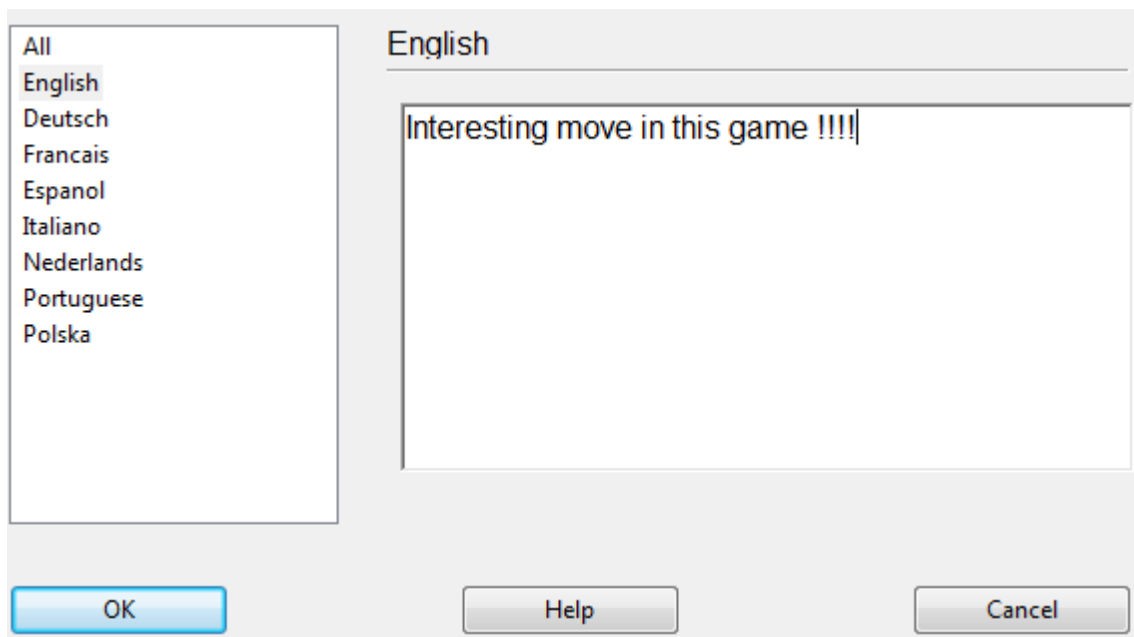 All
English
Deutsch
Francais
Espanol
Italiano
Nederlands
Portuguese
Polska
English
Interesting move in this game !!!!
OK
Help
Cancel